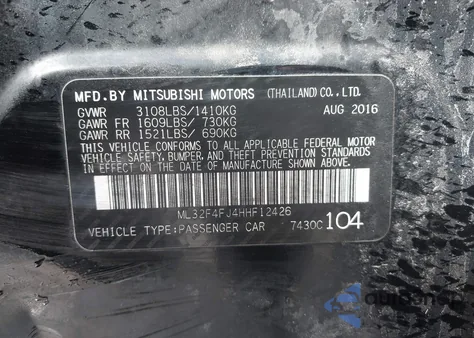 MFD.BY MITSUBISHI MOTORS (THAILAND) CO.,LTD.
GVWR 3108LBS/1410KG AUG 2016
GAWR FR 1609LBS/ 730KG
GAWR RR 1521LBS/ 690KG
THIS VEHICLE CONFORMS TO ALL APPLICABLE FEDERAL MOTOR
VEHICLE SAFETY, BUMPER, AND THEFT PREVENTION STANDARDS
IN EFFECT ON THE DATE OF MANUFACTURE SHOWN ABOVE.
ML32F4FJ4HHF12426
VEHICLE TYPE:PASSENGER CAR 7430C 104